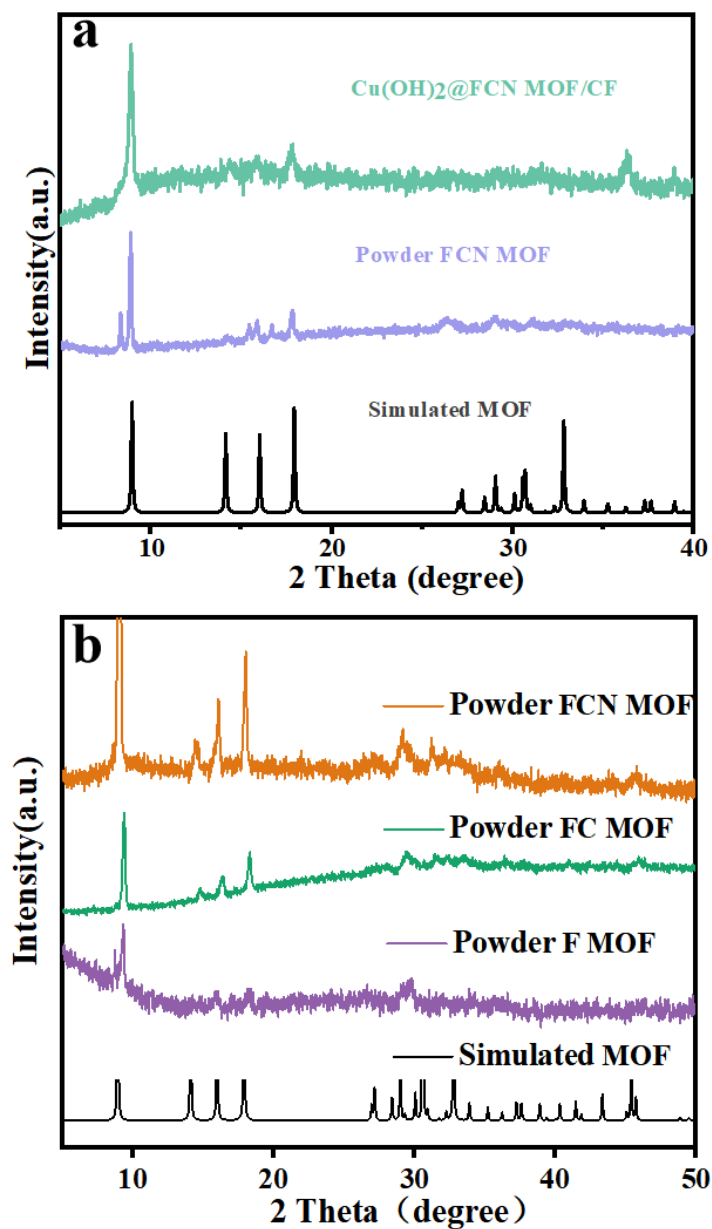 a
Cu(OH)2@FCN MOF/CF
Powder FCN MOF
Simulated MOF
Intensity(a.u.)
10 20 30 40
2 Theta (degree)
b
Powder FCN MOF
Powder FC MOF
Powder F MOF
Simulated MOF
Intensity(a.u.)
10 20 30 40 50
2 Theta（degree）